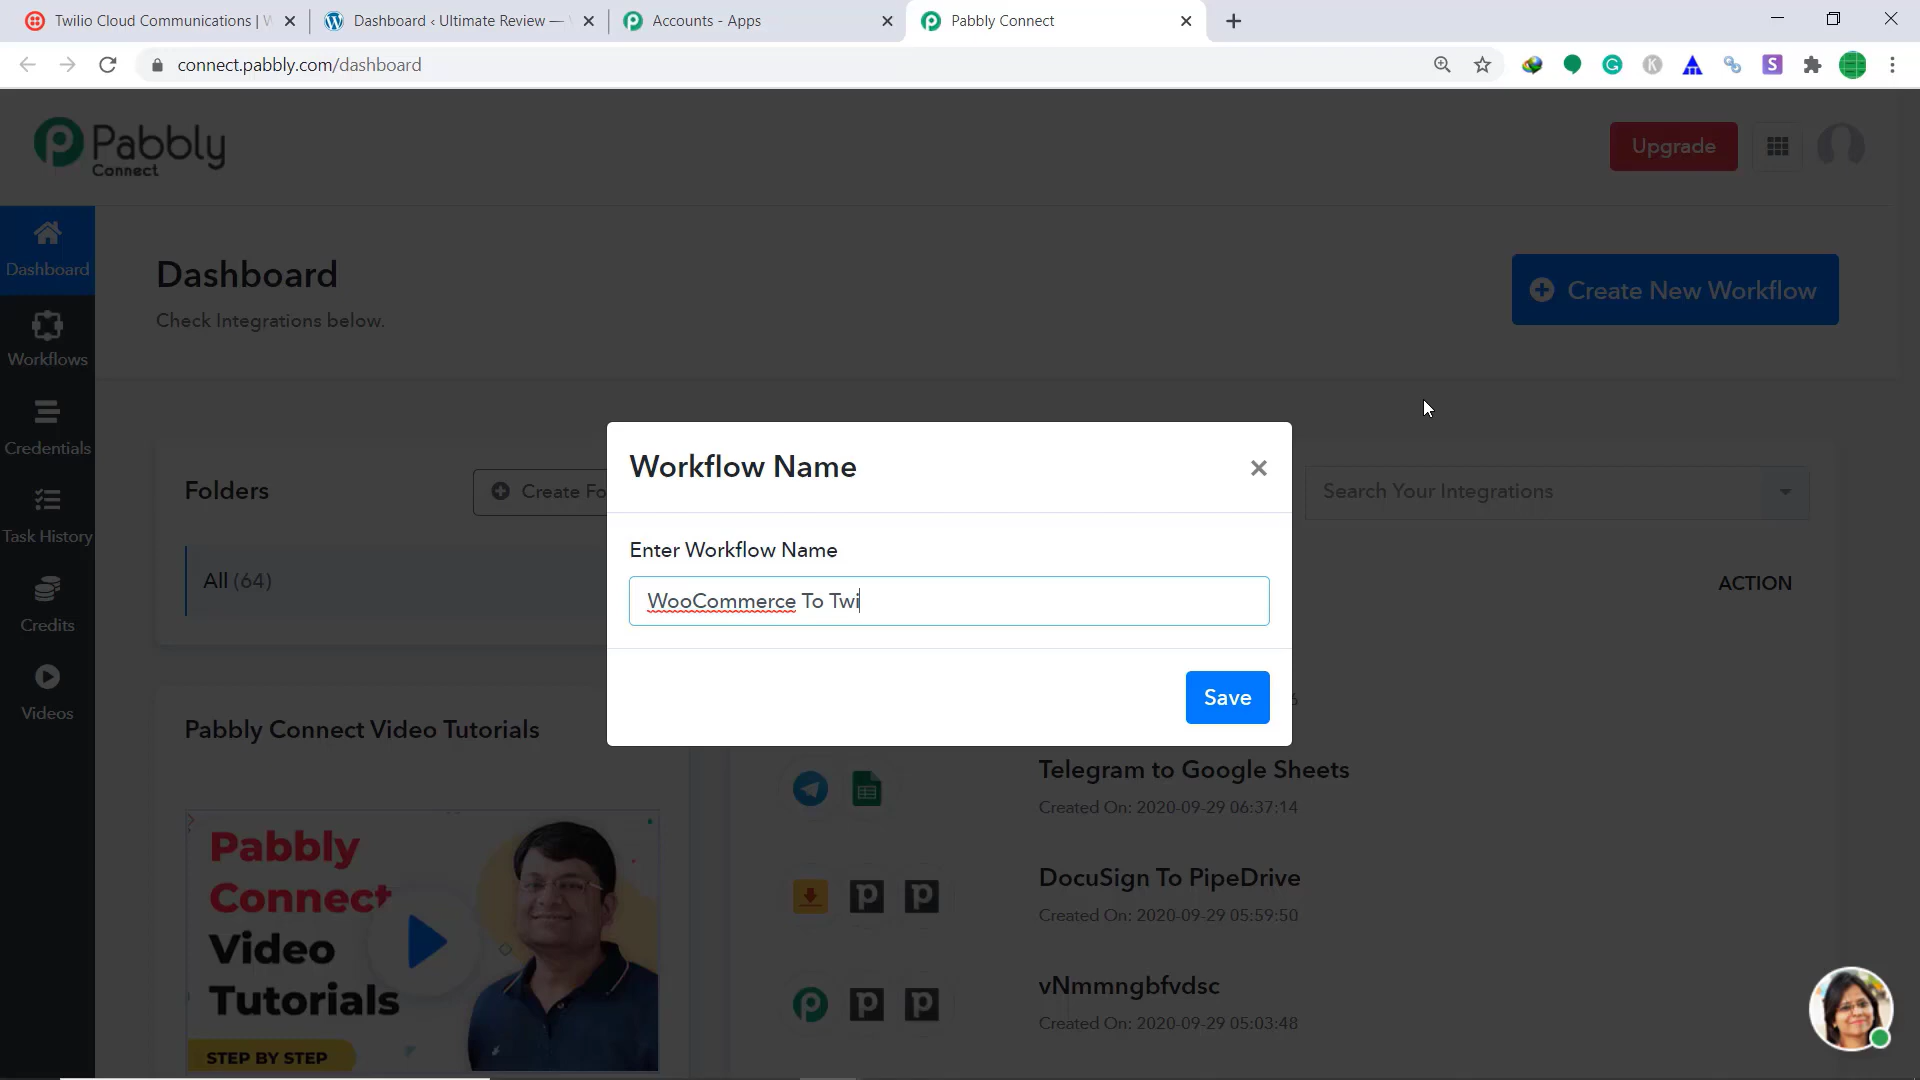 Twilio Cloud Communications | W
Dashboard ‹ Ultimate Review —
Accounts - Apps
Pabbly Connect
connect.pabbly.com/dashboard
Pabbly
Connect
Upgrade
Dashboard
Workflows
Credentials
Task History
Credits
Videos
Dashboard
Check Integrations below.
Create New Workflow
Folders
Create Fo
All (64)
Search Your Integrations
ACTION
Workflow Name
×
Enter Workflow Name
WooCommerce To Twi
Save
6
Pabbly Connect Video Tutorials
Pabbly
Connect
Video
Tutorials
STEP BY STEP
Telegram to Google Sheets
Created On: 2020-09-29 06:37:14
DocuSign To PipeDrive
Created On: 2020-09-29 05:59:50
vNmmngbfvdsc
Created On: 2020-09-29 05:03:48